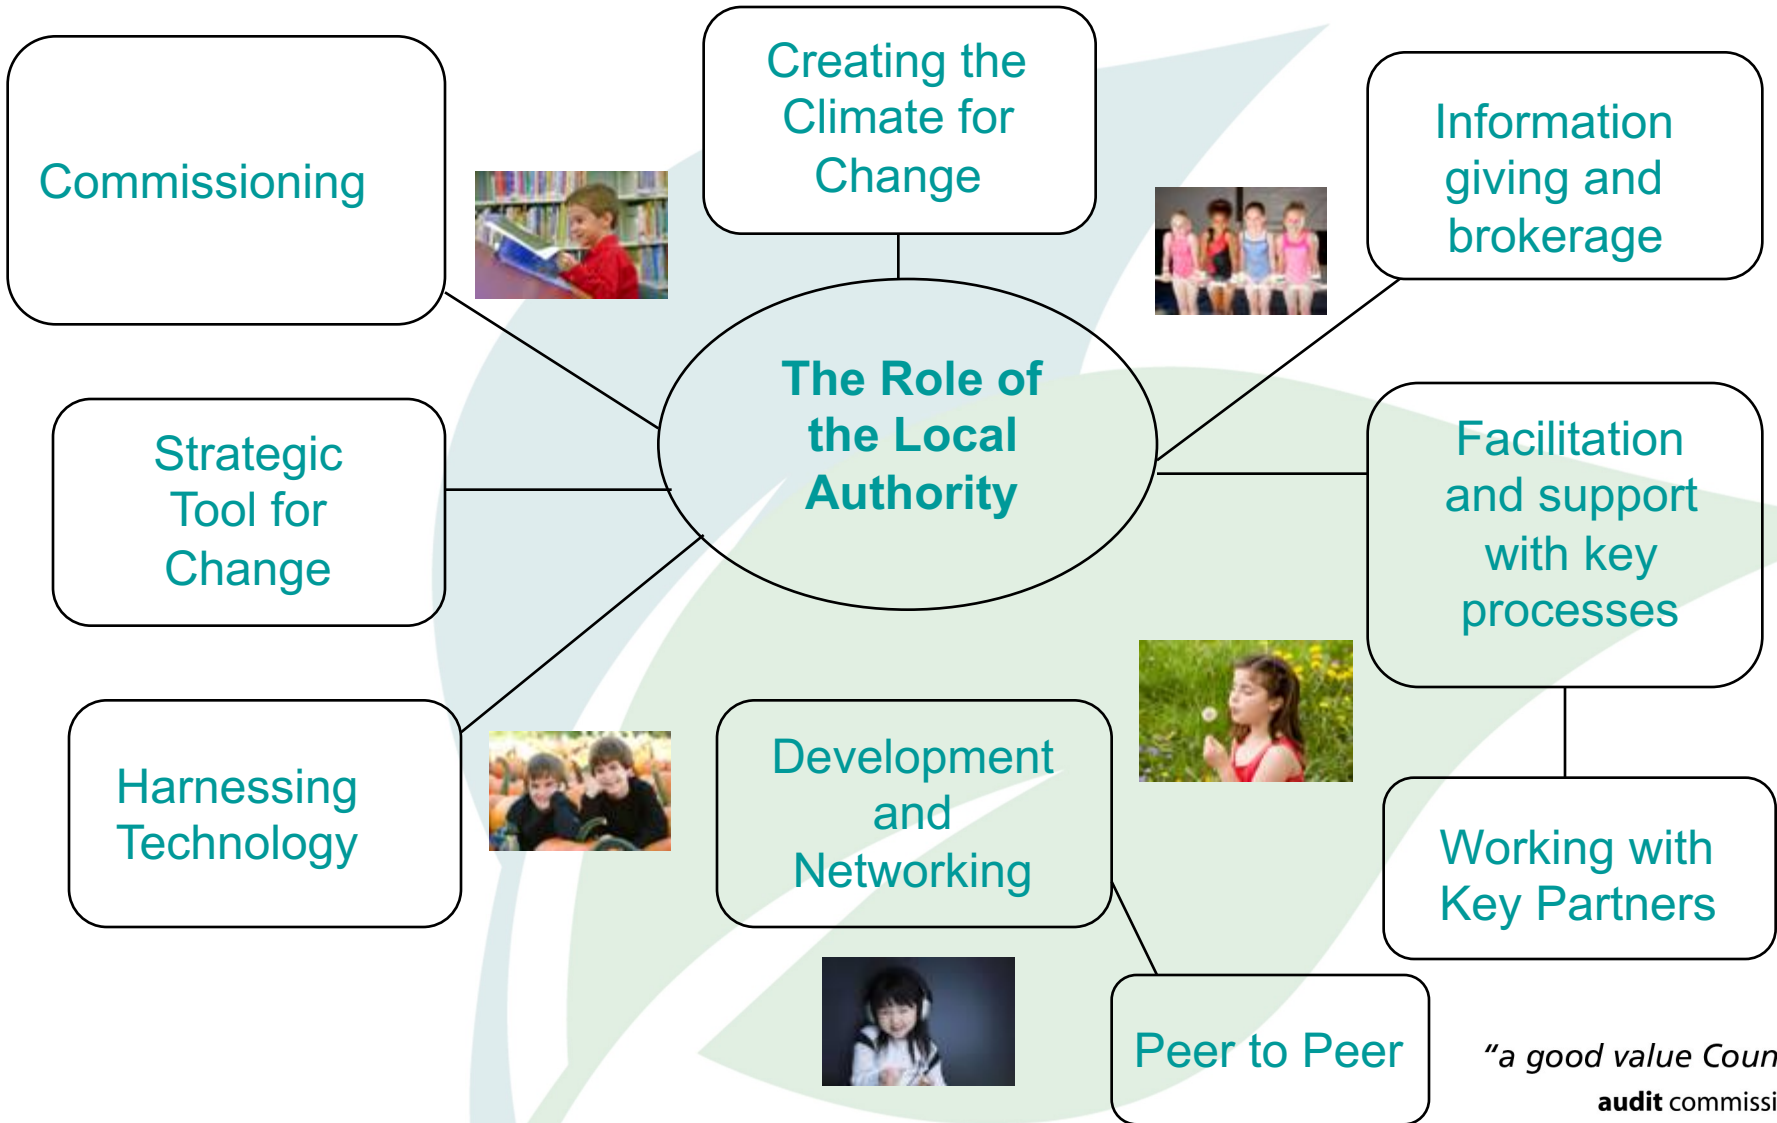 Commissioning
Creating the
Climate for
Change
Information
giving and
brokerage
The Role of
the Local
Authority
Strategic
Tool for
Change
Facilitation
and support
with key
processes
Harnessing
Technology
Development
and
Networking
Working with
Key Partners
Peer to Peer
“a good value Coun
audit commissi